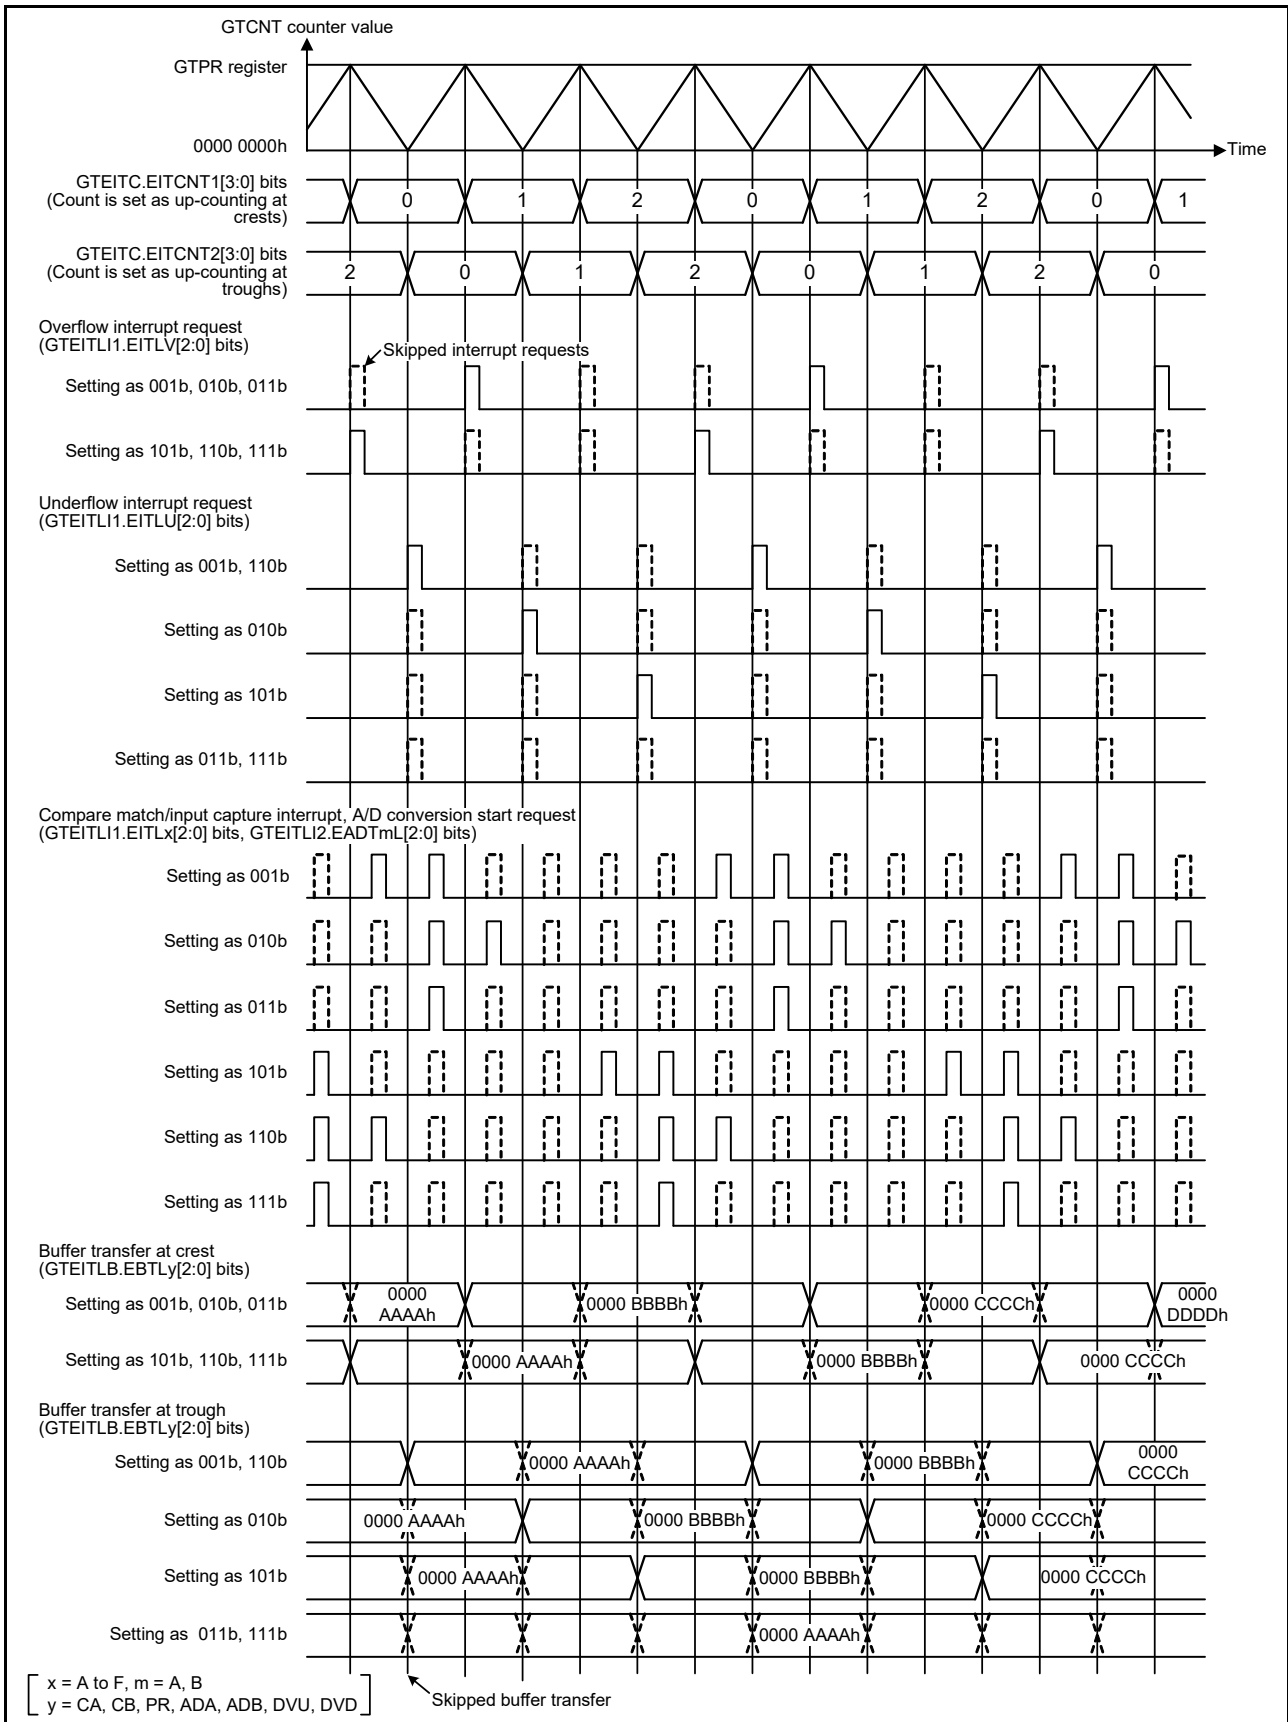 GTCNT counter value
GTPR register
0000 0000h
Time
GTEITC.EITCNT1[3:0] bits
(Count is set as up-counting at
crests)
0 1 2 0 1 2 0 1
GTEITC.EITCNT2[3:0] bits
(Count is set as up-counting at
troughs)
2 0 1 2 0 1 2 0
Overflow interrupt request
(GTEITLI1.EITLV[2:0] bits)
Skipped interrupt requests
Setting as 001b, 010b, 011b
Setting as 101b, 110b, 111b
Underflow interrupt request
(GTEITLI1.EITLU[2:0] bits)
Setting as 001b, 110b
Setting as 010b
Setting as 101b
Setting as 011b, 111b
Compare match/input capture interrupt, A/D conversion start request
(GTEITLI1.EITLx[2:0] bits, GTEITLI2.EADTmL[2:0] bits)
Setting as 001b
Setting as 010b
Setting as 011b
Setting as 101b
Setting as 110b
Setting as 111b
Buffer transfer at crest
(GTEITLB.EBTLy[2:0] bits)
Setting as 001b, 010b, 011b
0000
AAAAh
0000 BBBBh
0000 CCCCh
0000
DDDDh
Setting as 101b, 110b, 111b
0000 AAAAh
0000 BBBBh
0000 CCCCh
Buffer transfer at trough
(GTEITLB.EBTLy[2:0] bits)
Setting as 001b, 110b
0000 AAAAh
0000 BBBBh
0000
CCCCh
Setting as 010b
0000 AAAAh
0000 BBBBh
0000 CCCCh
Setting as 101b
0000 AAAAh
0000 BBBBh
0000 CCCCh
Setting as 011b, 111b
0000 AAAAh
x = A to F, m = A, B
y = CA, CB, PR, ADA, ADB, DVU, DVD
Skipped buffer transfer